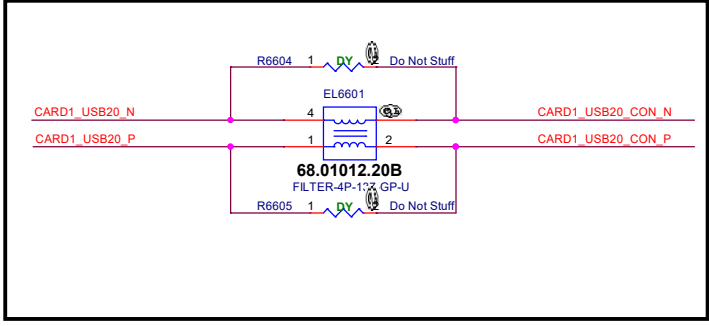 R6604 1 DY 2 Do Not Stuff
EL6601
CARD1_USB20_N 4 CARD1_USB20_CON_N
CARD1_USB20_P 1 2 CARD1_USB20_CON_P
68.01012.20B
GP-U
R6605 1 DY 2 Do Not Stuff